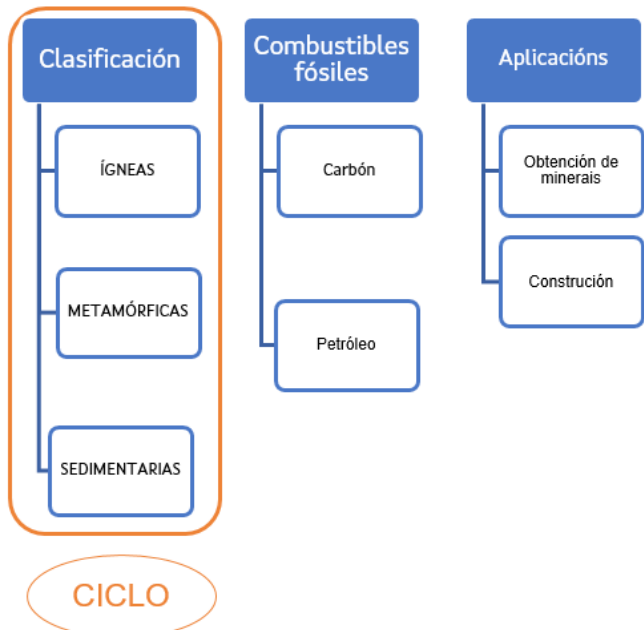 Clasificación
ÍGNEAS
METAMÓRFICAS
SEDIMENTARIAS
CICLO
Combustibles
fósiles
Carbón
Petróleo
Aplicacións
Obtención de
minerais
Construción